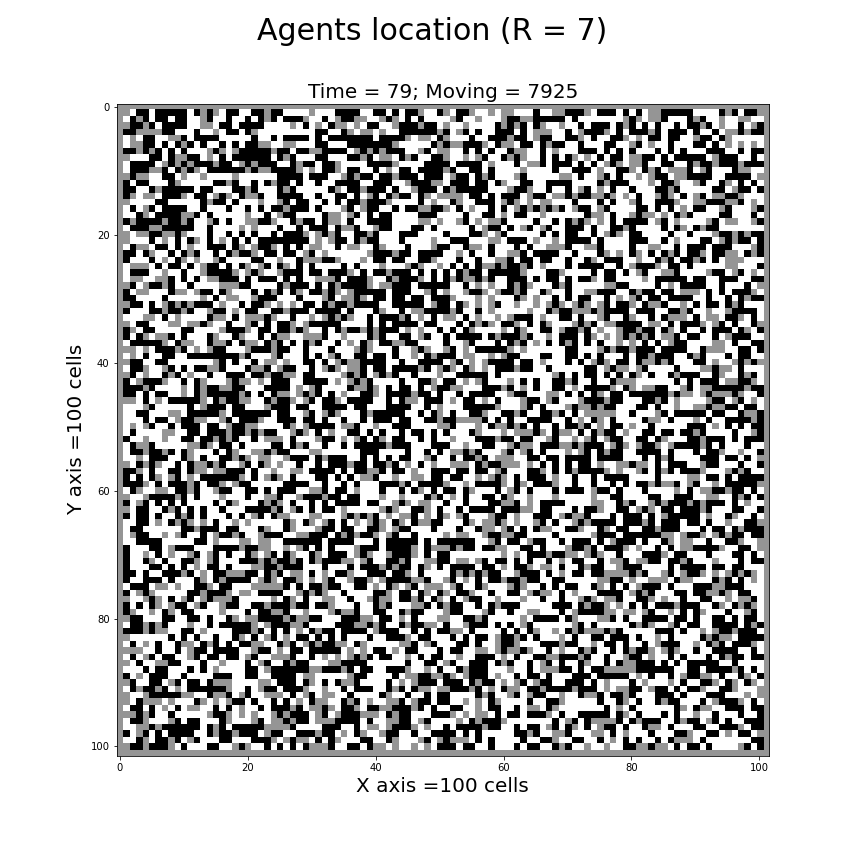 Agents location (R = 7)
Time = 79; Moving = 7925
0
20
40
60
80
100
Y axis =100 cells
0 20 40 60 80 100
X axis =100 cells